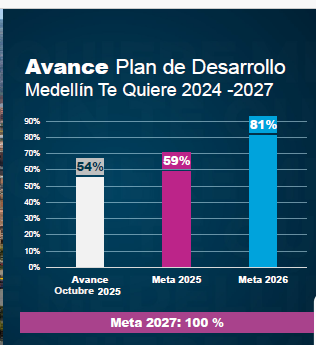 Avance Plan de Desarrollo
Medellín Te Quiere 2024 -2027
90%
80%
70%
60%
50%
40%
30%
20%
10%
0%
54%
59%
81%
Avance
Octubre 2025
Meta 2025
Meta 2026
Meta 2027: 100 %